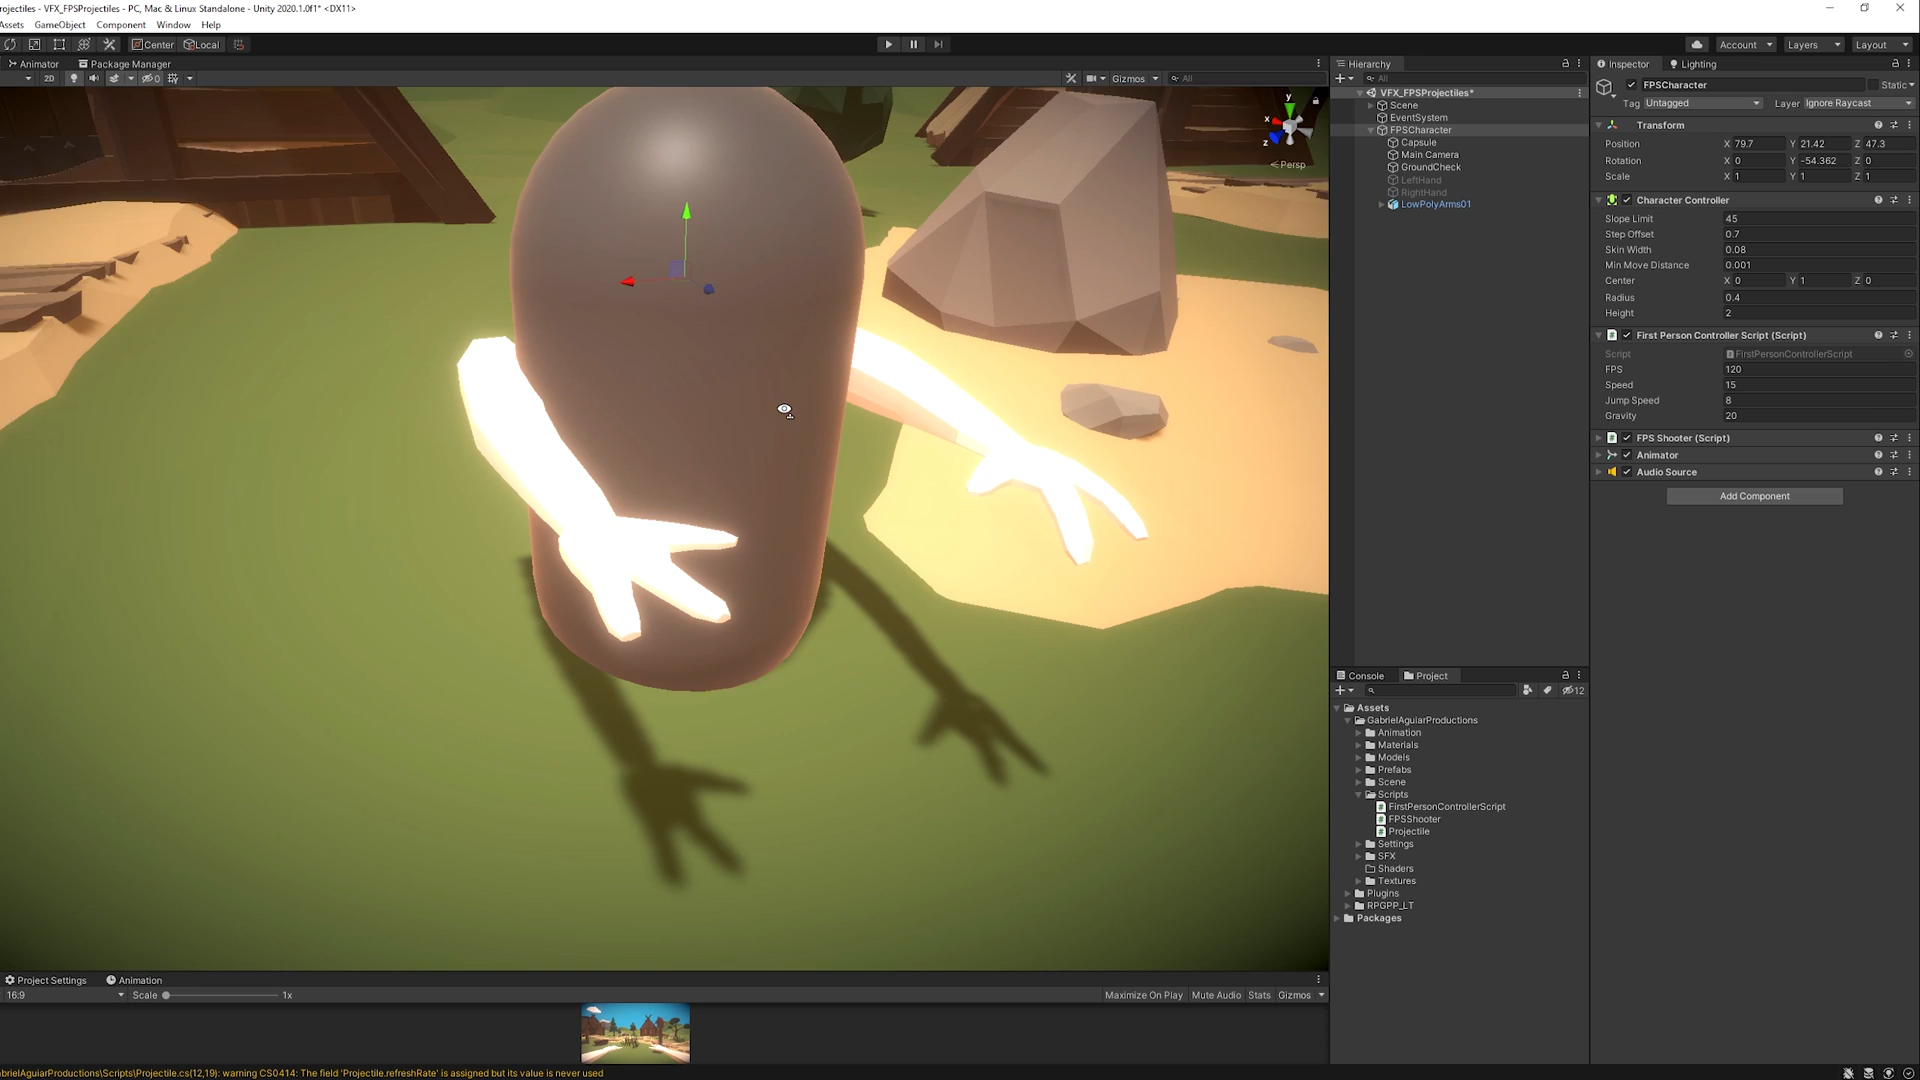 rojectiles - VFX_FPSProjectiles - PC, Mac & Linux Standalone - Unity 2020.1.0f1* <DX11>
Assets GameObject Component Window Help
Center Local
Account Layers Layout
Animator Package Manager
2D 0 Gizmos All
y
x
z
< Persp
Hierarchy
All
VFX_FPSProjectiles*
Scene
EventSystem
FPSCharacter
Capsule
Main Camera
GroundCheck
LeftHand
RightHand
LowPolyArms01
Console Project
12
Assets
GabrielAguiarProductions
Animation
Materials
Models
Prefabs
Scene
Scripts
FirstPersonControllerScript
FPSShooter
Projectile
Settings
SFX
Shaders
Textures
Plugins
RPGPP_LT
Packages
Inspector Lighting
FPSCharacter Static
Tag Untagged Layer Ignore Raycast
Transform
Position X 79.7 Y 21.42 Z 47.3
Rotation X 0 Y -54.362 Z 0
Scale X 1 Y 1 Z 1
Character Controller
Slope Limit 45
Step Offset 0.7
Skin Width 0.08
Min Move Distance 0.001
Center X 0 Y 1 Z 0
Radius 0.4
Height 2
First Person Controller Script (Script)
Script FirstPersonControllerScript
FPS 120
Speed 15
Jump Speed 8
Gravity 20
FPS Shooter (Script)
Animator
Audio Source
Add Component
Project Settings Animation
16:9 Scale 1x Maximize On Play Mute Audio Stats Gizmos
abrielAguiarProductions\Scripts\Projectile.cs(12,19): warning CS0414: The field 'Projectile.refreshRate' is assigned but its value is never used